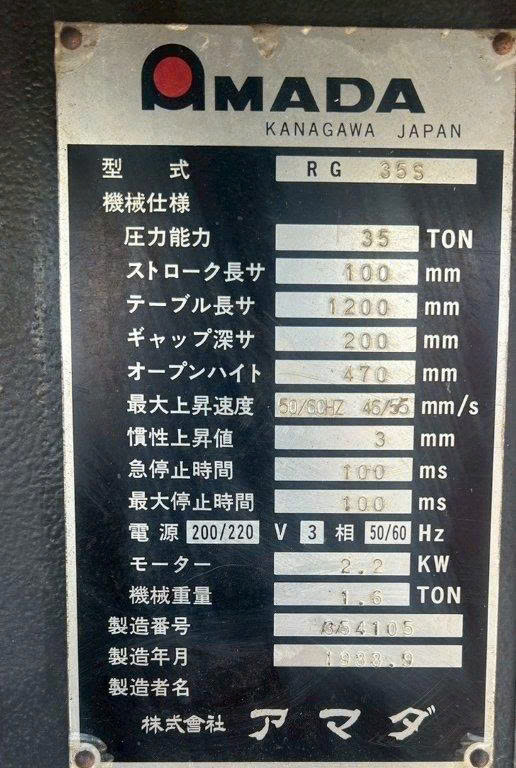 AMADA
KANAGAWA JAPAN
型 式 RG 35S
機械仕様
圧力能力 35 TON
ストローク長サ 100 mm
テーブル長サ 1200 mm
ギャップ深サ 200 mm
オープンハイト 470 mm
最大上昇速度 50/60HZ 46/55 mm/s
慣性上昇値 3 mm
急停止時間 100 ms
最大停止時間 100 ms
電源 200/220 V 3 相 50/60 Hz
モーター 2.2 KW
機械重量 1.6 TON
製造番号 354105
製造年月
製造者名
株式會社 アマダ